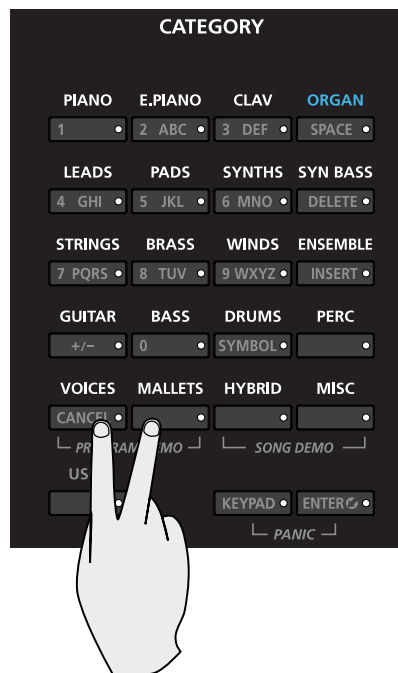 CATEGORY
PIANO E.PIANO CLAV ORGAN
1 2 ABC 3 DEF SPACE
LEADS PADS SYNTHS SYN BASS
4 GHI 5 JKL 6 MNO DELETE
STRINGS BRASS WINDS ENSEMBLE
7 PQRS 8 TUV 9 WXYZ INSERT
GUITAR BASS DRUMS PERC
+/- 0 SYMBOL
VOICES MALLETS HYBRID MISC
CANCEL
SONG DEMO
KEYPAD ENTER
PANIC